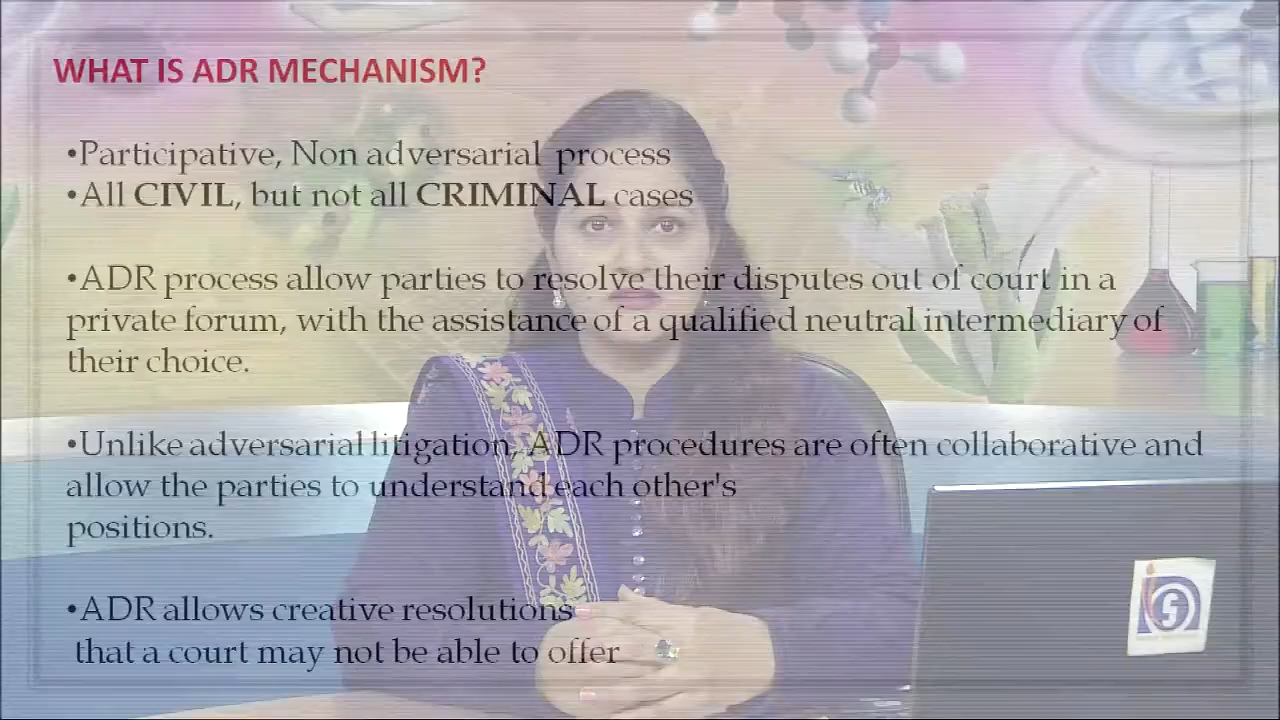 WHAT IS ADR MECHANISM?
•Participative, Non adversarial process
•All CIVIL, but not all CRIMINAL cases
•ADR process allow parties to resolve their disputes out of court in a
private forum, with the assistance of a qualified neutral intermediary of
their choice.
•Unlike adversarial litigation, ADR procedures are often collaborative and
allow the parties to understand each other's
positions.
•ADR allows creative resolutions
that a court may not be able to offer